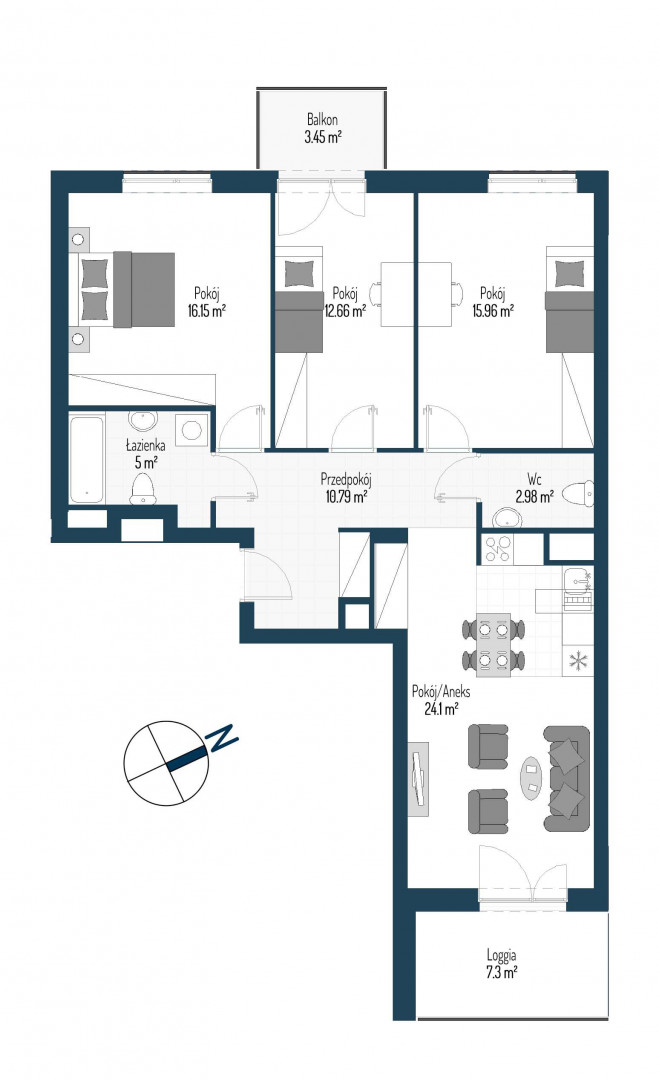 Balkon
3.45 m²
Pokój
16.15 m²
Pokój
12.66 m²
Pokój
15.96 m²
Łazienka
5 m²
Przedpokój
10.79 m²
Wc
2.98 m²
Pokój/Aneks
24.1 m²
N
Loggia
7.3 m²